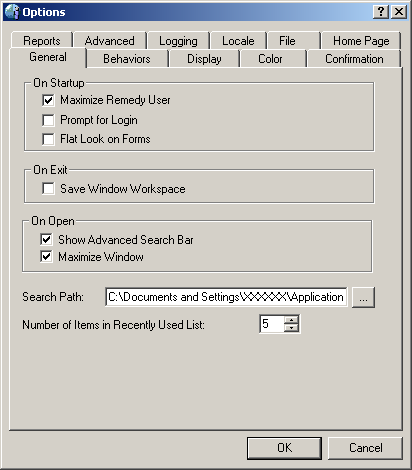 Options
Reports Advanced Logging Locale File Home Page
General Behaviors Display Color Confirmation
On Startup
Maximize Remedy User
Prompt for Login
Flat Look on Forms
On Exit
Save Window Workspace
On Open
Show Advanced Search Bar
Maximize Window
Search Path: C:\Documents and Settings\XXXXXX\Application ...
Number of Items in Recently Used List: 5
OK Cancel